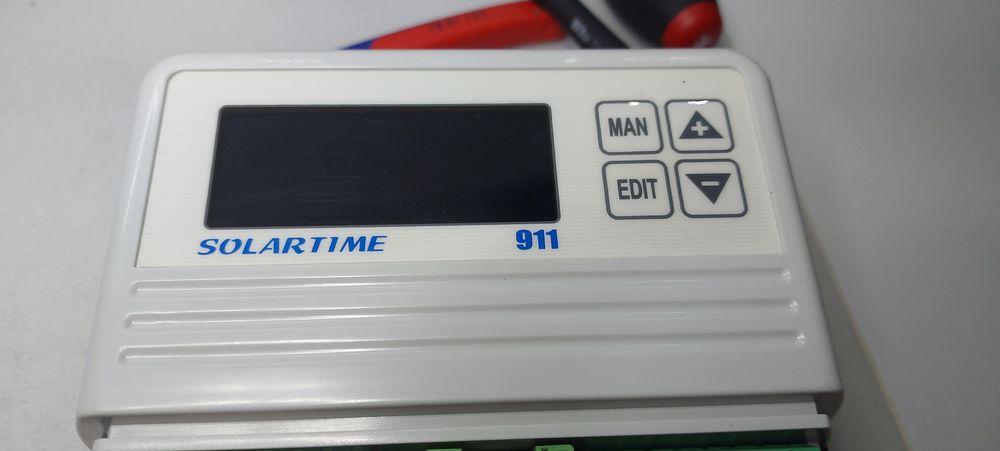 MAN +
EDIT -
SOLARTIME 911